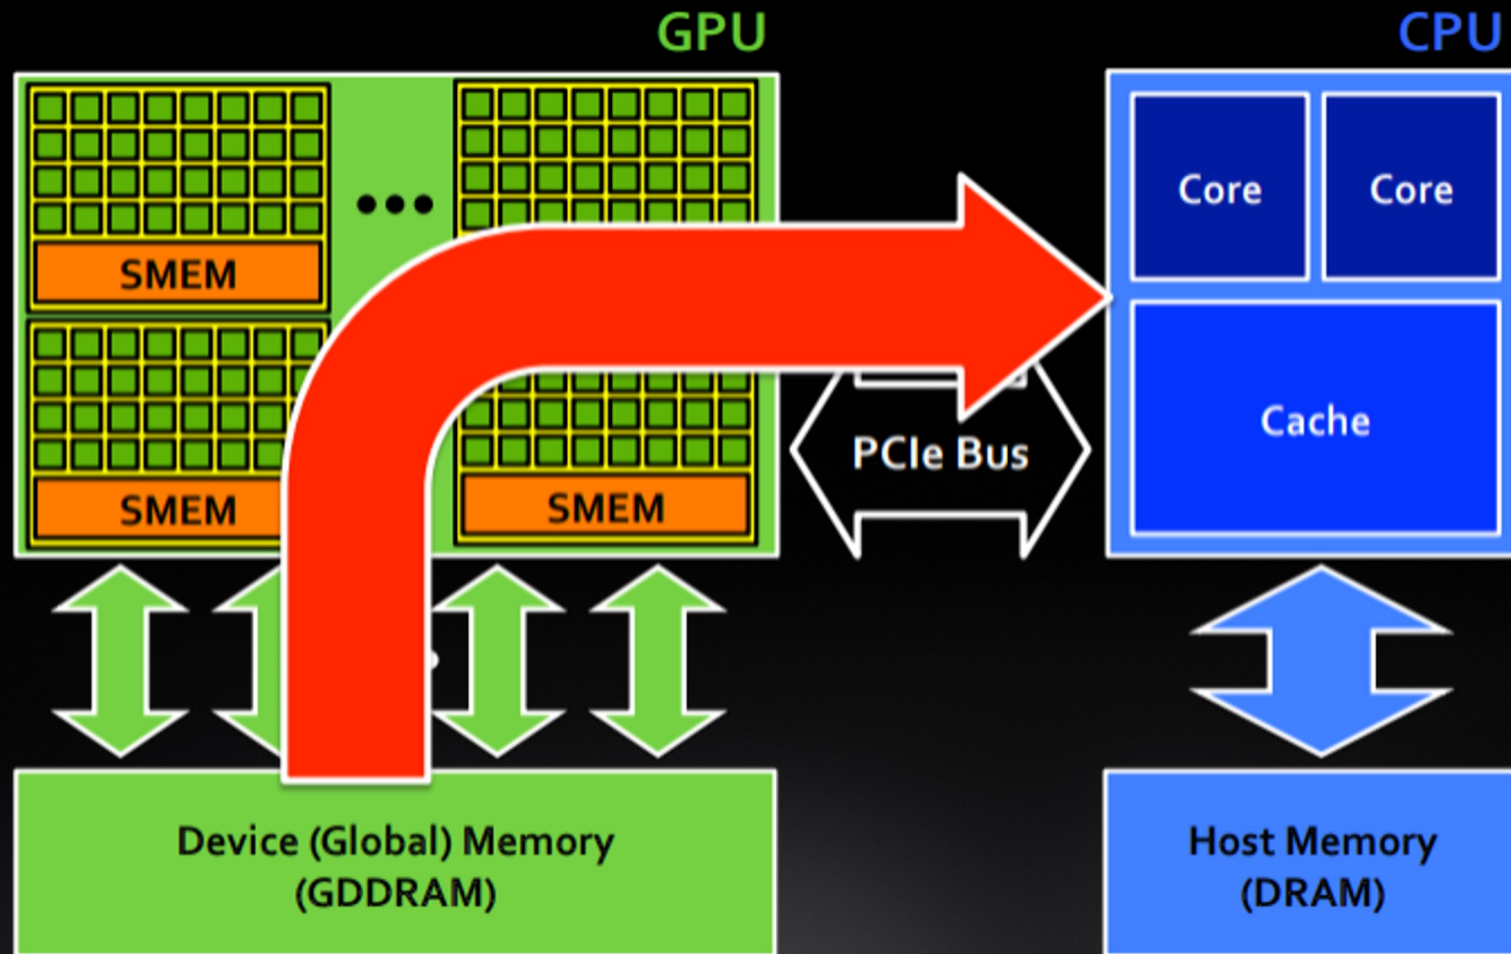 GPU
CPU
SMEM
SMEM
SMEM
Core
Core
Cache
PCIe Bus
Device (Global) Memory
(GDDRAM)
Host Memory
(DRAM)